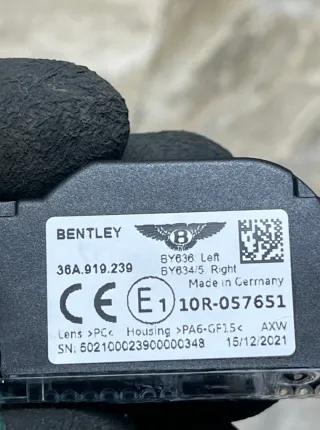 BENTLEY
B
36A.919.239
BY636: Left
BY634/5: Right
Made in Germany
CE E1 10R-057651
Lens >PC< Housing >PA6-GF15< AXW
SN: 502100023900000348 15/12/2021